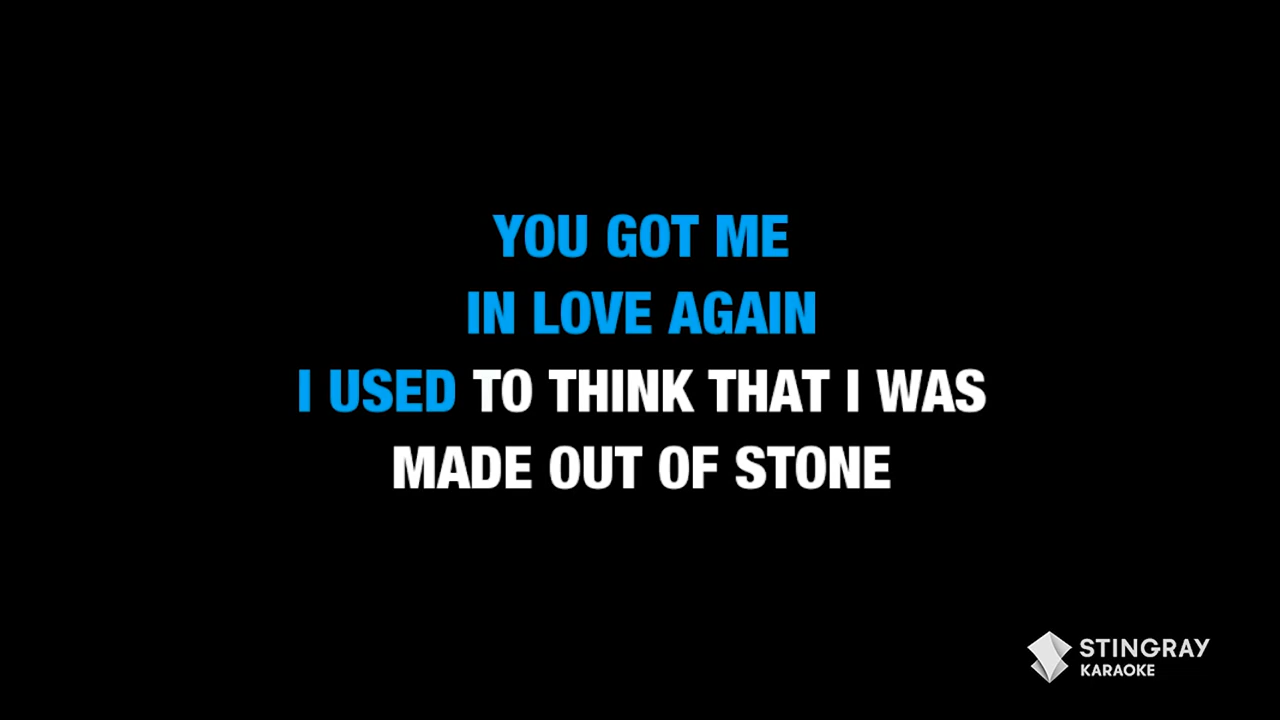 YOU GOT ME
IN LOVE AGAIN
I USED TO THINK THAT I WAS
MADE OUT OF STONE
STINGRAY
KARAOKE